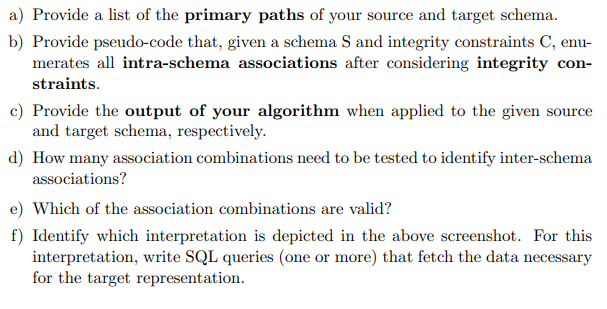 a) Provide a list of the primary paths of your source and target schema.
b) Provide pseudo-code that, given a schema S and integrity constraints C, enu-
merates all intra-schema associations after considering integrity con-
straints.
c) Provide the output of your algorithm when applied to the given source
and target schema, respectively.
d) How many association combinations need to be tested to identify inter-schema
associations?
e) Which of the association combinations are valid?
f) Identify which interpretation is depicted in the above screenshot. For this
interpretation, write SQL queries (one or more) that fetch the data necessary
for the target representation.